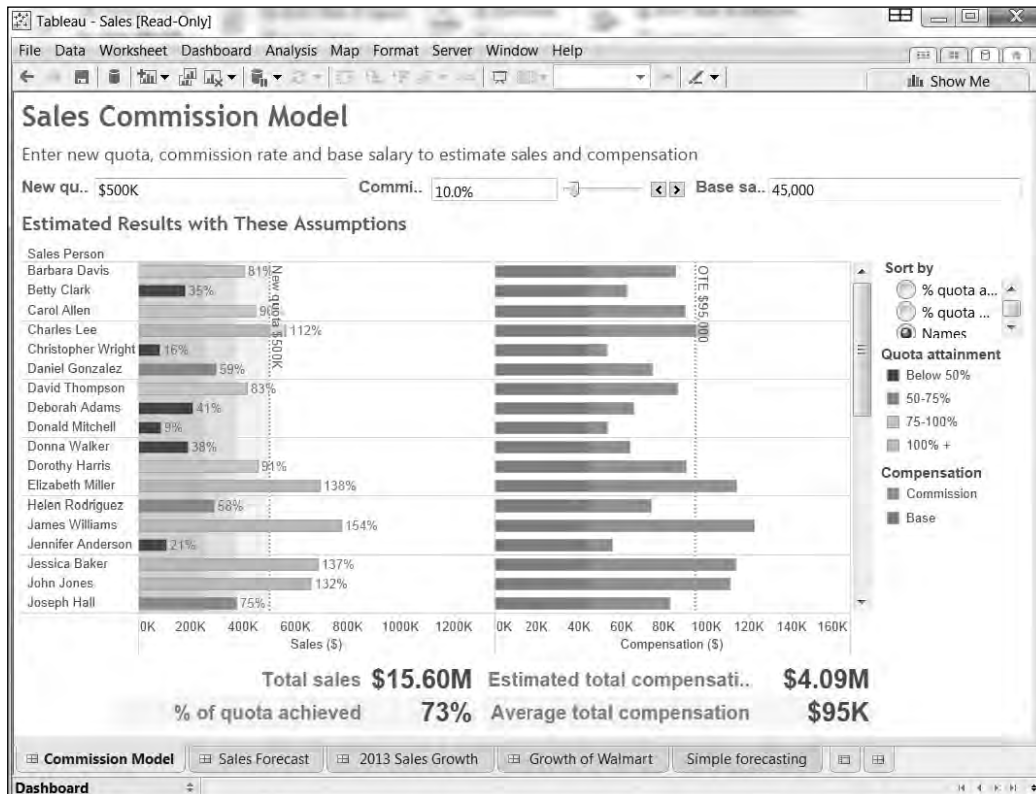 Tableau - Sales [Read-Only]
File Data Worksheet Dashboard Analysis Map Format Server Window Help
Show Me
Sales Commission Model
Enter new quota, commission rate and base salary to estimate sales and compensation
New qu.. $500K Commi.. 10.0% Base sa.. 45,000
Estimated Results with These Assumptions
Sales Person
Barbara Davis 81%
Betty Clark 35%
Carol Allen
Charles Lee 112%
Christopher Wright 16%
Daniel Gonzalez 59%
David Thompson 83%
Deborah Adams 41%
Donald Mitchell 9%
Donna Walker 38%
Dorothy Harris 91%
Elizabeth Miller 138%
Helen Rodriguez 58%
James Williams 154%
Jennifer Anderson 21%
Jessica Baker 137%
John Jones 132%
Joseph Hall 75%
New quota $500K
OTE $95,000
0K 200K 400K 600K 800K 1000K 1200K
Sales ($)
0K 20K 40K 60K 80K 100K 120K 140K 160K
Compensation ($)
Sort by
% quota a...
% quota ...
Names
Quota attainment
Below 50%
50-75%
75-100%
100% +
Compensation
Commission
Base
Total sales $15.60M Estimated total compensati.. $4.09M
% of quota achieved 73% Average total compensation $95K
Commission Model Sales Forecast 2013 Sales Growth Growth of Walmart Simple forecasting
Dashboard